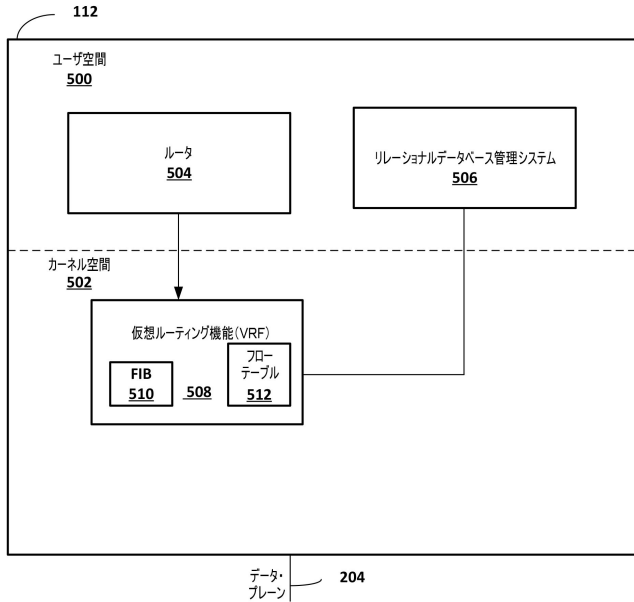 112
ユーザ空間
500
ルータ
504
リレーショナルデータベース管理システム
506
カーネル空間
502
仮想ルーティング機能(VRF)
FIB
510
508
フロー
テーブル
512
データ・
プレーン
204